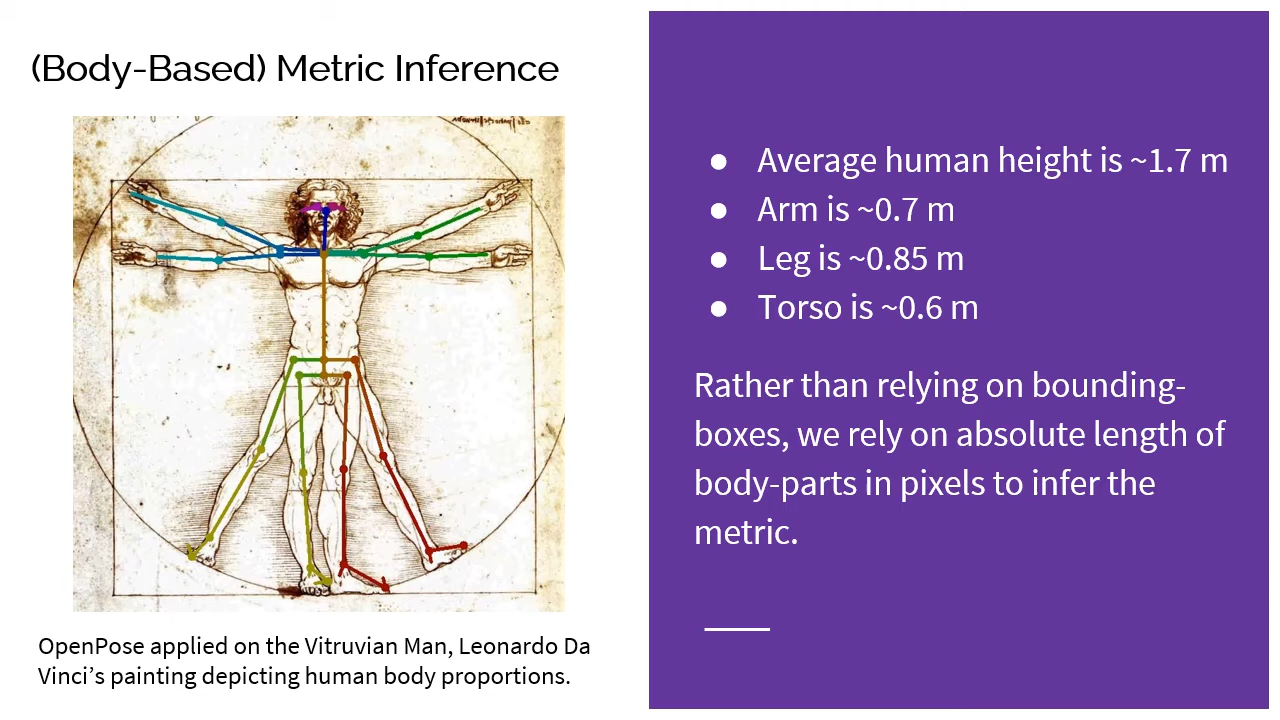 (Body-Based) Metric Inference
OpenPose applied on the Vitruvian Man, Leonardo Da
Vinci’s painting depicting human body proportions.
● Average human height is ~1.7 m
● Arm is ~0.7 m
● Leg is ~0.85 m
● Torso is ~0.6 m
Rather than relying on bounding-
boxes, we rely on absolute length of
body-parts in pixels to infer the
metric.